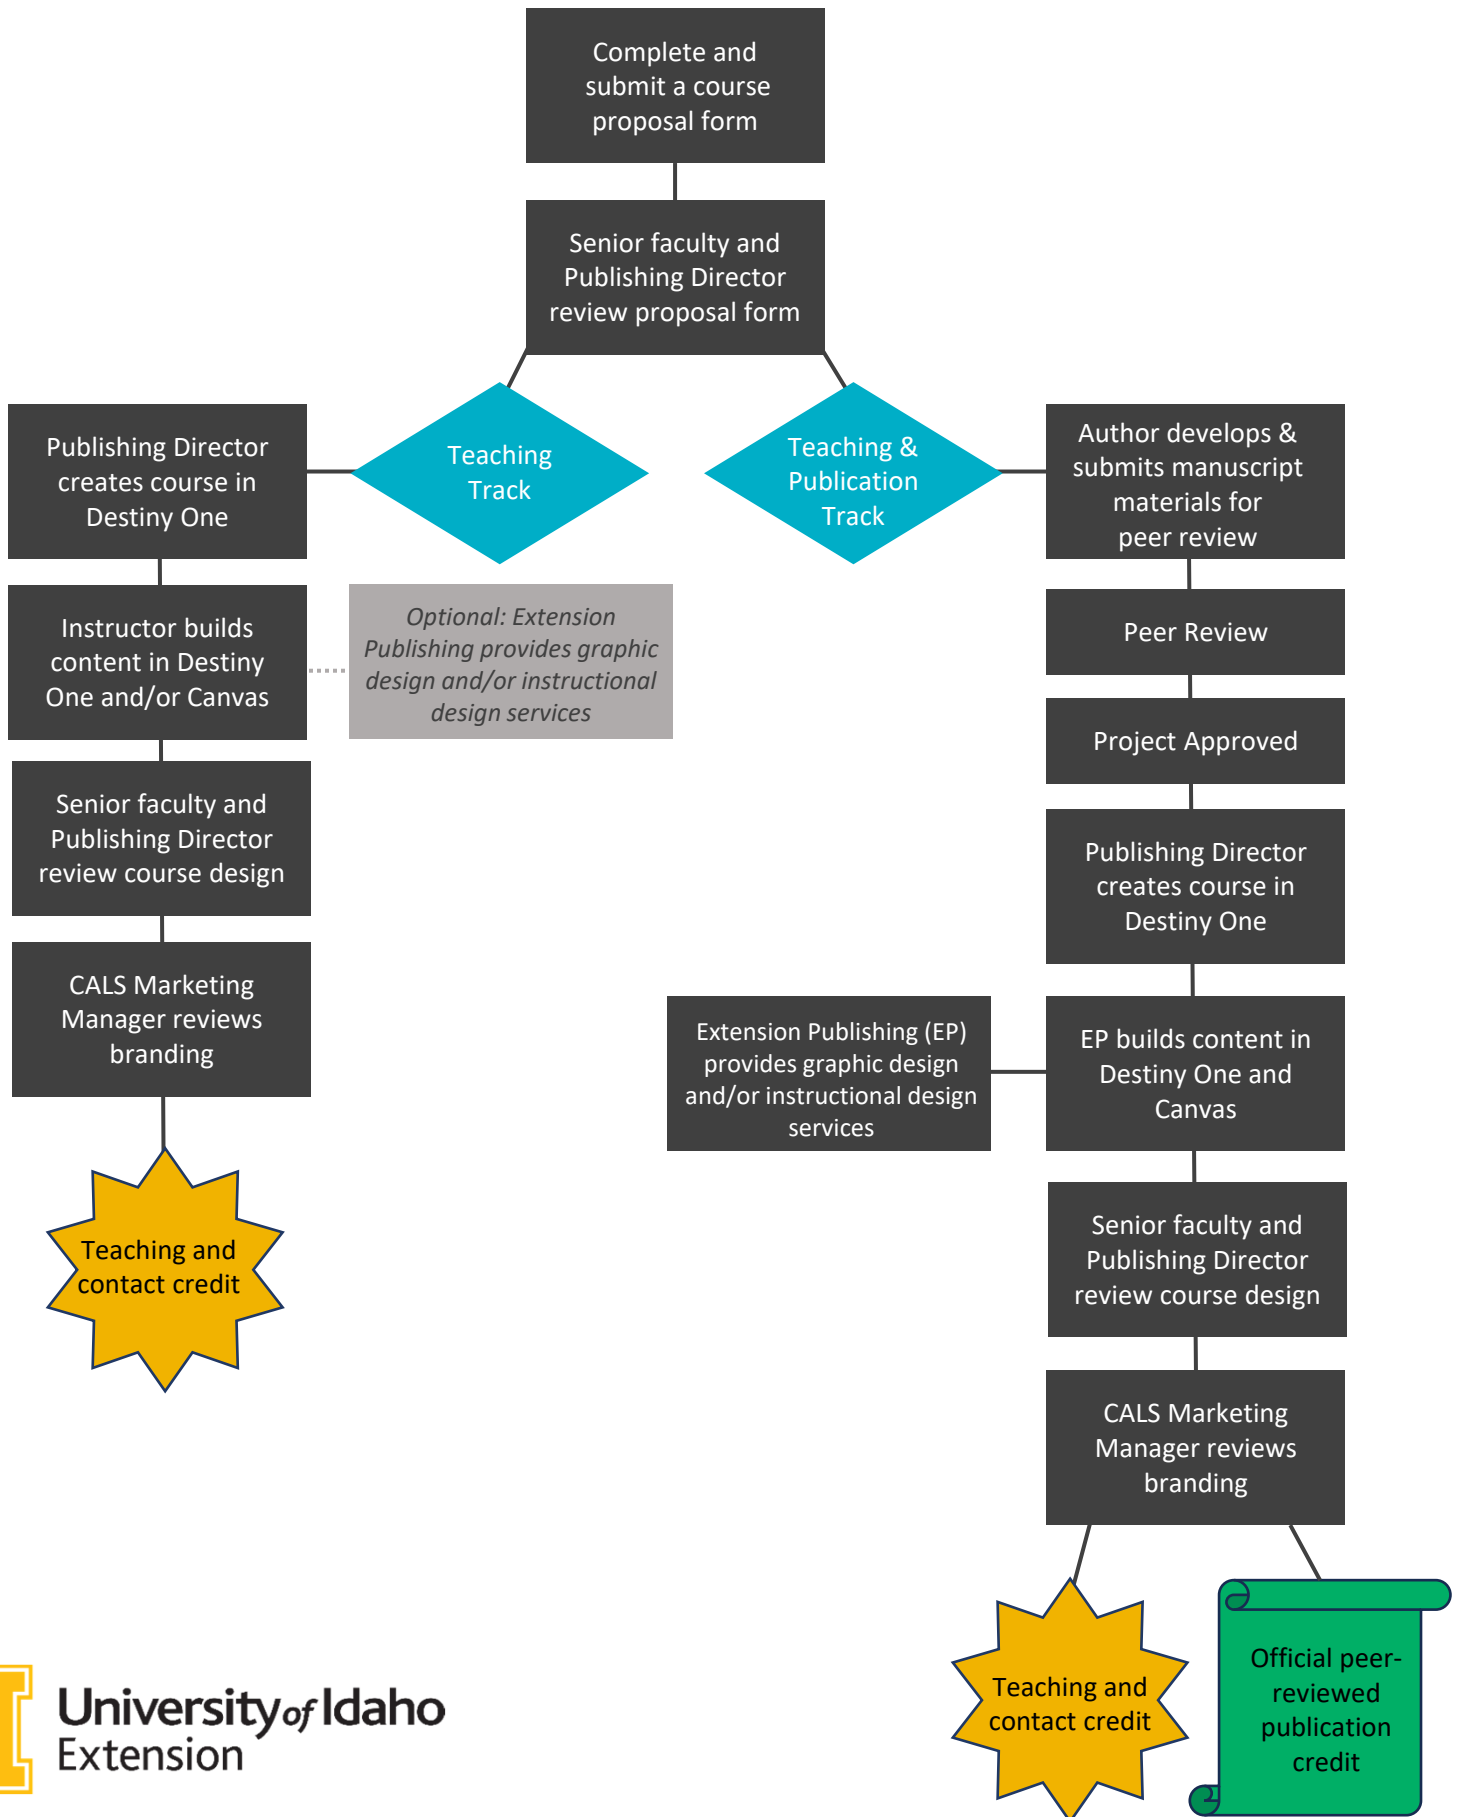 Complete and
submit a course
proposal form
Senior faculty and
Publishing Director
review proposal form
Teaching
Track
Publishing Director
creates course in
Destiny One
Instructor builds
content in Destiny
One and/or Canvas
Optional: Extension
Publishing provides graphic
design and/or instructional
design services
Senior faculty and
Publishing Director
review course design
CALS Marketing
Manager reviews
branding
Teaching and
contact credit
Teaching &
Publication
Track
Author develops &
submits manuscript
materials for
peer review
Peer Review
Project Approved
Publishing Director
creates course in
Destiny One
Extension Publishing (EP)
provides graphic design
and/or instructional design
services
EP builds content in
Destiny One and
Canvas
Senior faculty and
Publishing Director
review course design
CALS Marketing
Manager reviews
branding
Teaching and
contact credit
Official peer-
reviewed
publication
credit
University of Idaho
Extension